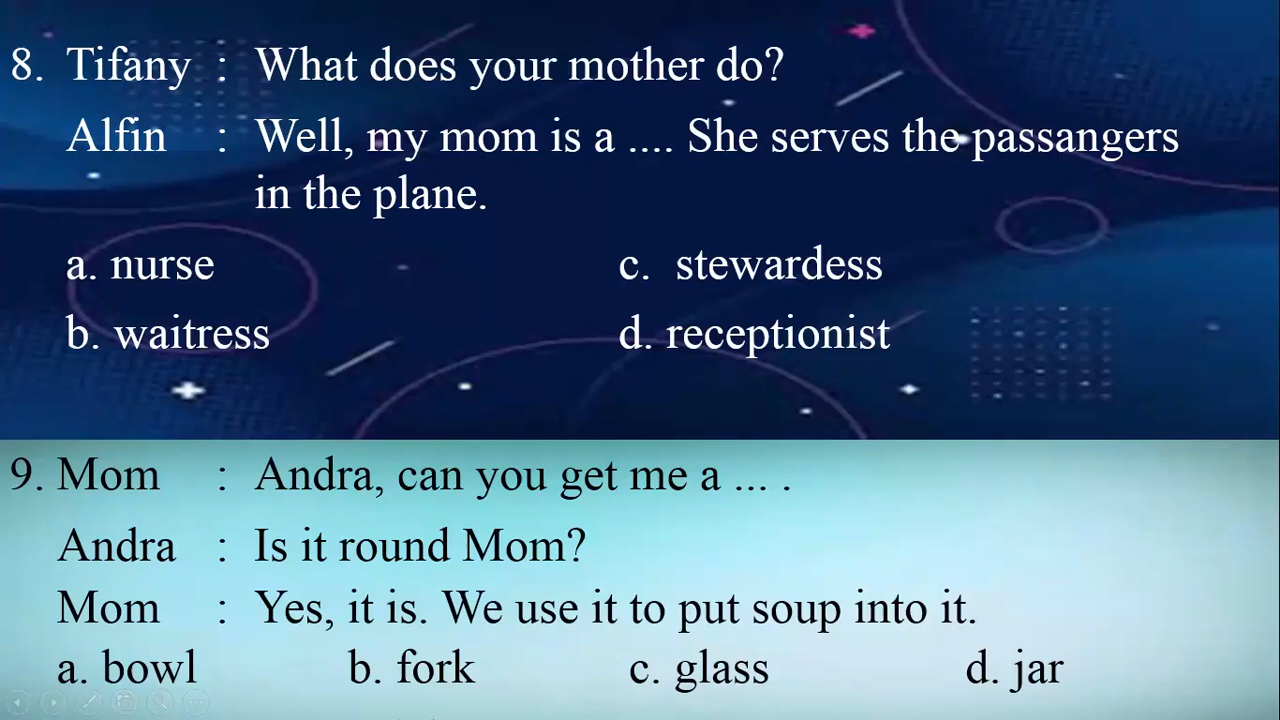 8. Tifany : What does your mother do?
Alfin : Well, my mom is a .... She serves the passangers
in the plane.
a. nurse c. stewardess
b. waitress d. receptionist
9. Mom : Andra, can you get me a ... .
Andra : Is it round Mom?
Mom : Yes, it is. We use it to put soup into it.
a. bowl b. fork c. glass d. jar